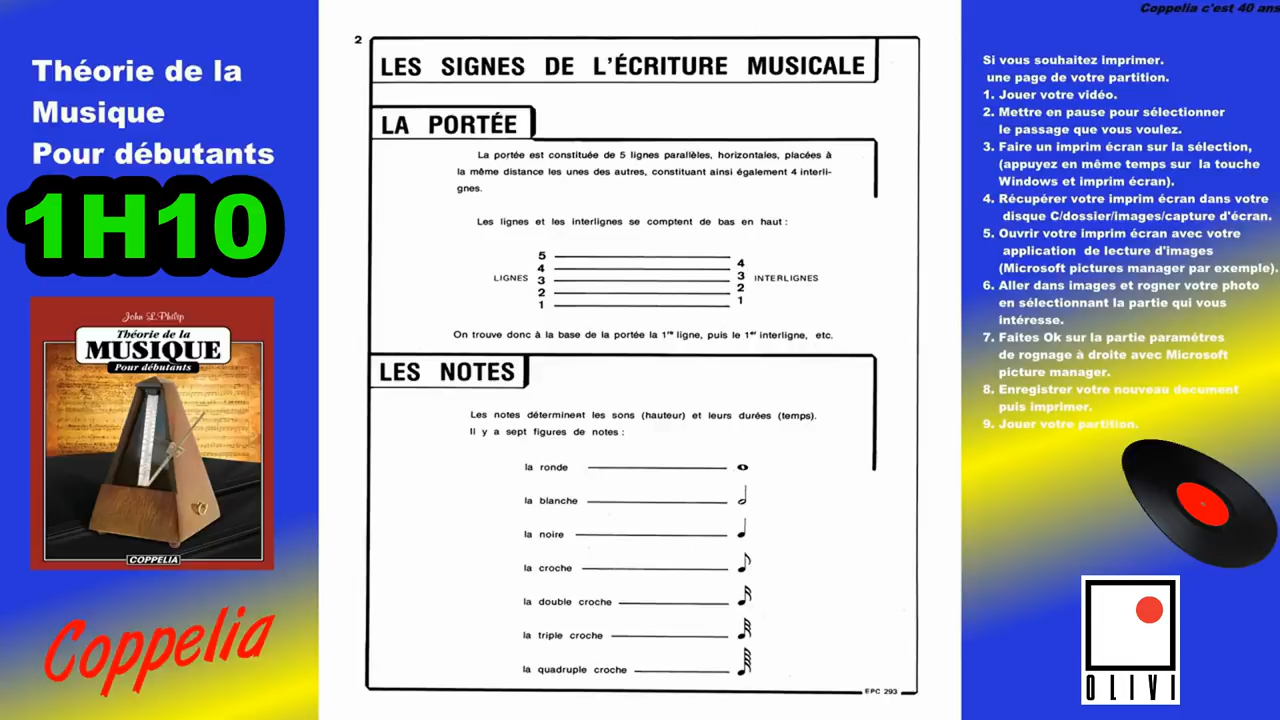 Coppelia c'est 40 ans
Théorie de la
Musique
Pour débutants
1H10
John L. Philip
Théorie de la
MUSIQUE
Pour débutants
COPPELIA
Coppelia
2
LES SIGNES DE L'ÉCRITURE MUSICALE
LA PORTÉE
La portée est constituée de 5 lignes parallèles, horizontales, placées à
la même distance les unes des autres, constituant ainsi également 4 interli-
gnes.
Les lignes et les interlignes se comptent de bas en haut :
5
4
3
2
1
LIGNES
4
3
2
1
INTERLIGNES
On trouve donc à la base de la portée la 1re ligne, puis le 1er interligne, etc.
LES NOTES
Les notes déterminent les sons (hauteur) et leurs durées (temps).
Il y a sept figures de notes :
la ronde
la blanche
la noire
la croche
la double croche
la triple croche
la quadruple croche
EPC 293
Si vous souhaitez imprimer.
une page de votre partition.
1. Jouer votre vidéo.
2. Mettre en pause pour sélectionner
le passage que vous voulez.
3. Faire un imprim écran sur la sélection,
(appuyez en même temps sur la touche
Windows et imprim écran).
4. Récupérer votre imprim écran dans votre
disque C/dossier/images/capture d'écran.
5. Ouvrir votre imprim écran avec votre
application de lecture d'images
(Microsoft pictures manager par exemple).
6. Aller dans images et rogner votre photo
en sélectionnant la partie qui vous
intéresse.
7. Faites Ok sur la partie paramétres
de rognage à droite avec Microsoft
picture manager.
8. Enregistrer votre nouveau document
puis imprimer.
9. Jouer votre partition.
OLIVI